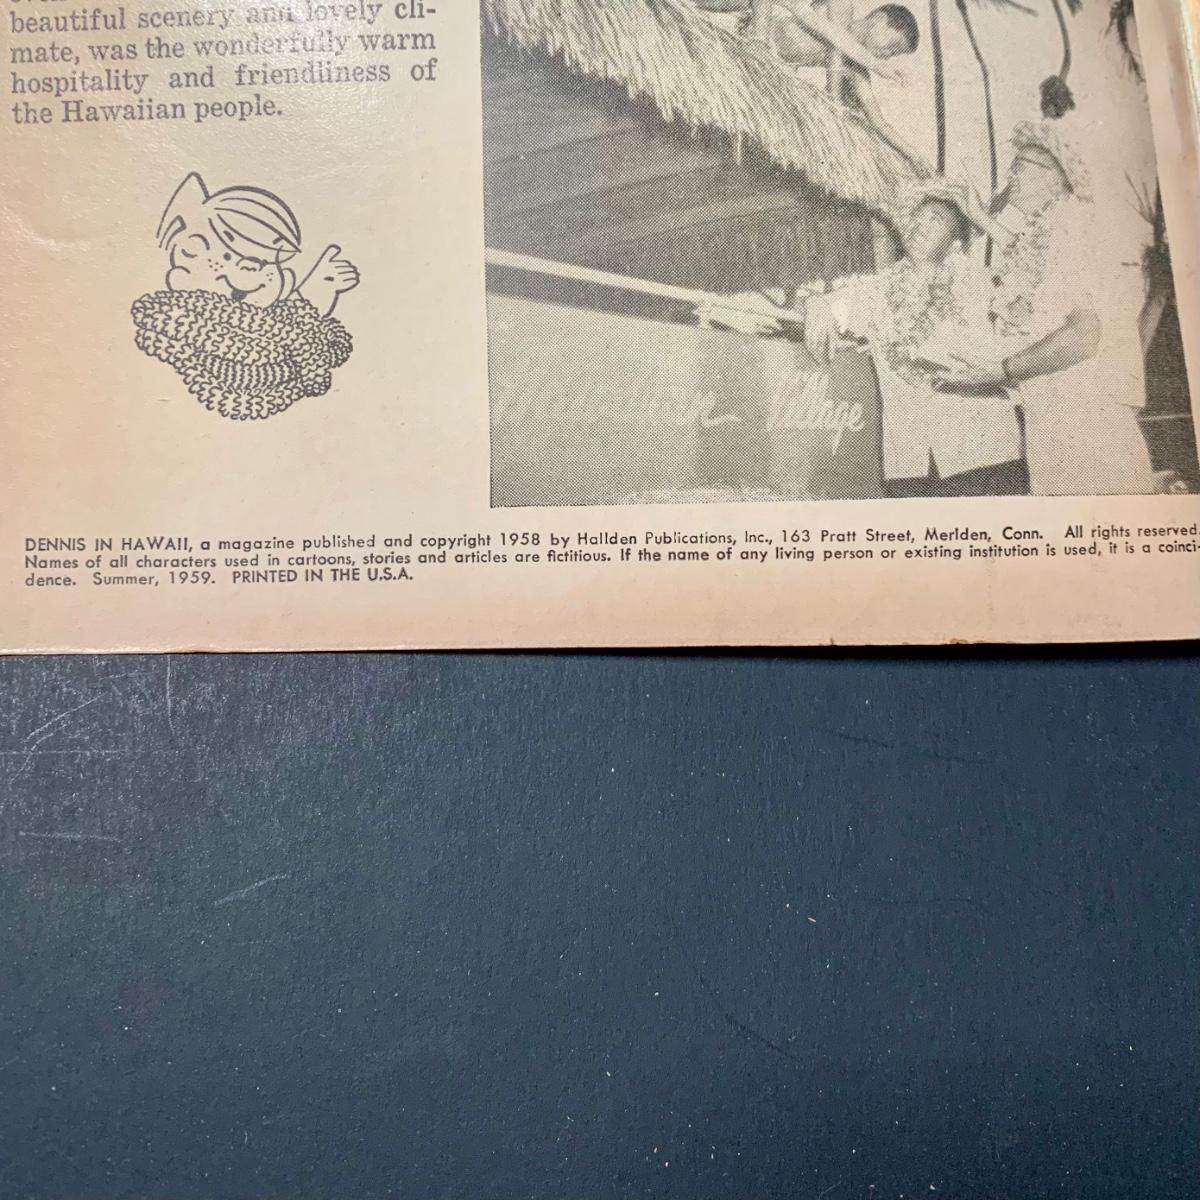 beautiful scenery and lovely cli-
mate, was the wonderfully warm
hospitality and friendliness of
the Hawaiian people.
Village
DENNIS IN HAWAII, a magazine published and copyright 1958 by Hallden Publications, Inc., 163 Pratt Street, Meriden, Conn. All rights reserved.
Names of all characters used in cartoons, stories and articles are fictitious. If the name of any living person or existing institution is used, it is a coinci-
dence. Summer, 1959. PRINTED IN THE U.S.A.